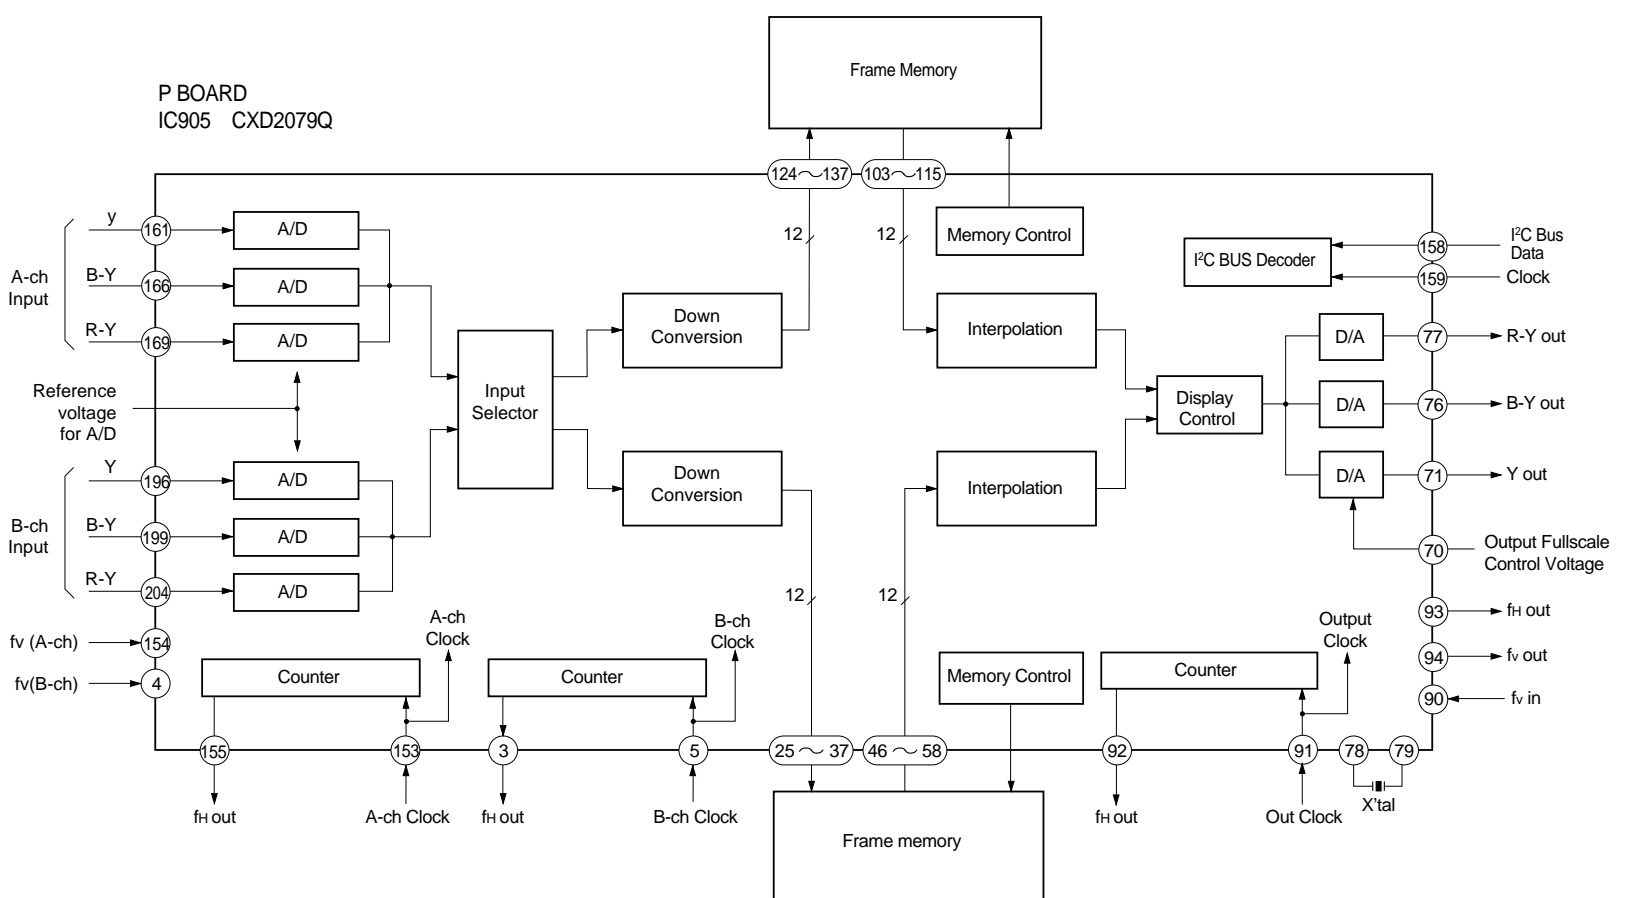 P BOARD
IC905 CXD2079Q
Frame Memory
124 ~ 137
103 ~ 115
12
12
Memory Control
A-ch
Input
y
161
A/D
B-Y
166
A/D
R-Y
169
A/D
Reference
voltage
for A/D
B-ch
Input
Y
196
A/D
B-Y
199
A/D
R-Y
204
A/D
Input
Selector
Down
Conversion
Down
Conversion
Interpolation
Interpolation
Display
Control
I²C BUS Decoder
158
I²C Bus
Data
159
Clock
D/A
77
R-Y out
D/A
76
B-Y out
D/A
71
Y out
70
Output Fullscale
Control Voltage
93
fH out
94
fv out
90
fv in
fv (A-ch)
154
fv(B-ch)
4
Counter
A-ch
Clock
Counter
B-ch
Clock
12
12
Memory Control
Counter
Output
Clock
155
153
3
5
25 ~ 37
46 ~ 58
92
91
78
79
fH out
A-ch Clock
fH out
B-ch Clock
fH out
Out Clock
X'tal
Frame memory